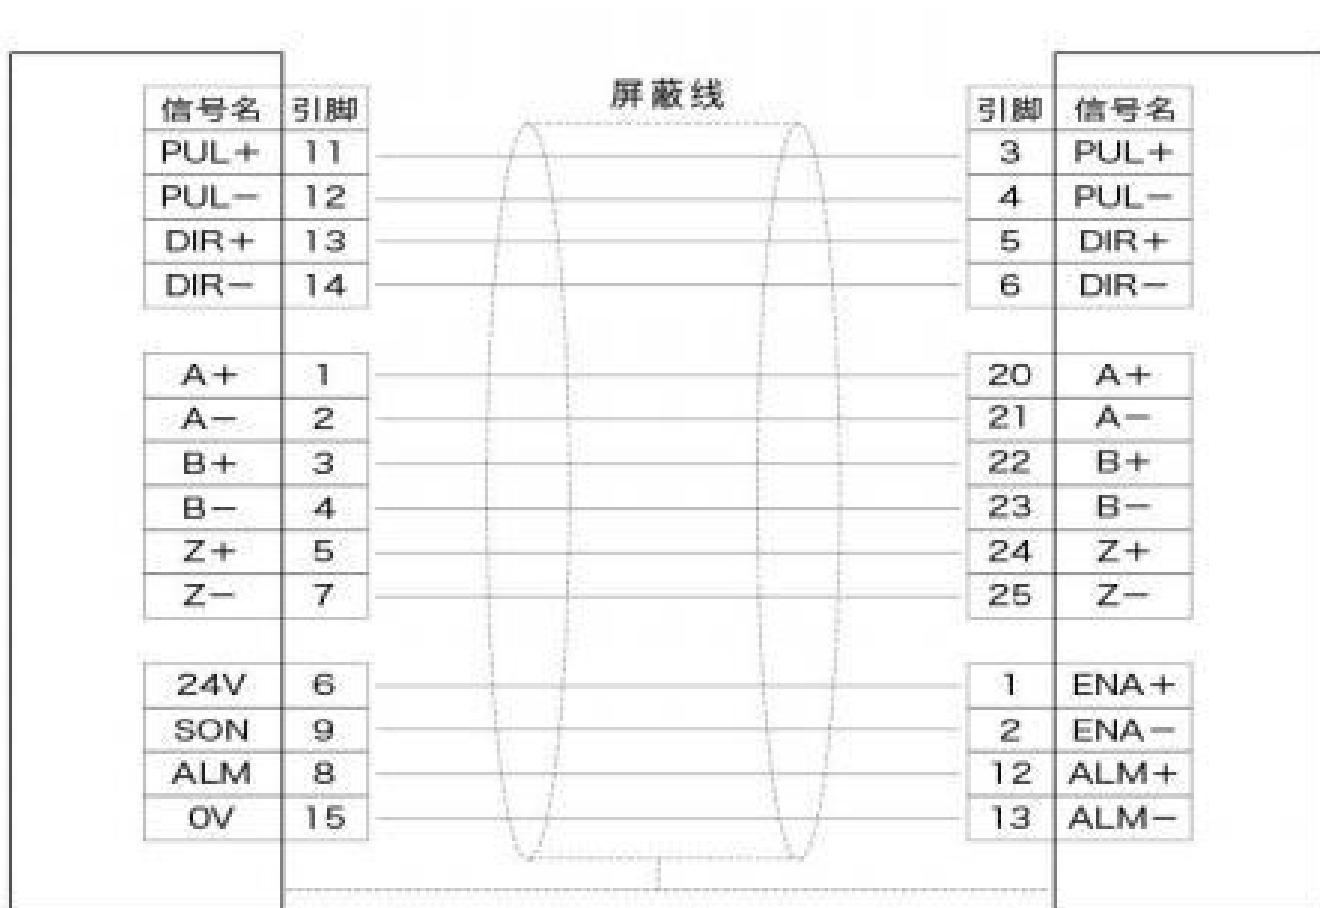 屏蔽线
信号名 引脚 引脚 信号名
PUL+ 11 3 PUL+
PUL- 12 4 PUL-
DIR+ 13 5 DIR+
DIR- 14 6 DIR-
A+ 1 20 A+
A- 2 21 A-
B+ 3 22 B+
B- 4 23 B-
Z+ 5 24 Z+
Z- 7 25 Z-
24V 6 1 ENA+
SON 9 2 ENA-
ALM 8 12 ALM+
0V 15 13 ALM-